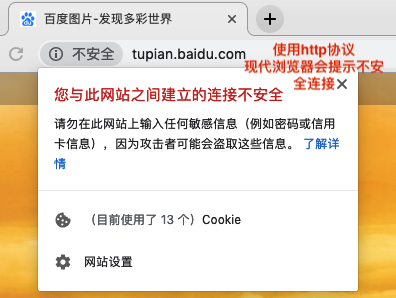 百度图片-发现多彩世界
不安全
tupian.baidu.com
使用http协议
现代浏览器会提示不安
全连接
您与此网站之间建立的连接不安全
请勿在此网站上输入任何敏感信息（例如密码或信用
卡信息），因为攻击者可能会盗取这些信息。 了解详
情
（目前使用了 13 个）Cookie
网站设置